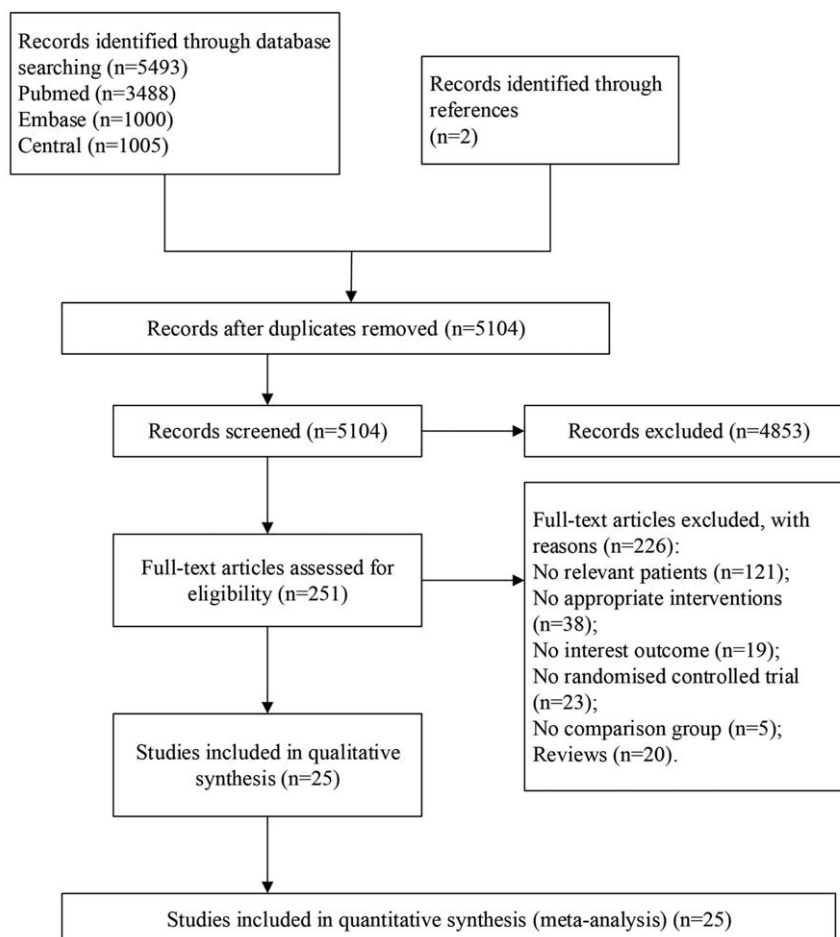 Records identified through database
searching (n=5493)
Pubmed (n=3488)
Embase (n=1000)
Central (n=1005)
Records identified through
references
(n=2)
Records after duplicates removed (n=5104)
Records screened (n=5104)
Records excluded (n=4853)
Full-text articles assessed for
eligibility (n=251)
Full-text articles excluded, with
reasons (n=226):
No relevant patients (n=121);
No appropriate interventions
(n=38);
No interest outcome (n=19);
No randomised controlled trial
(n=23);
No comparison group (n=5);
Reviews (n=20).
Studies included in qualitative
synthesis (n=25)
Studies included in quantitative synthesis (meta-analysis) (n=25)